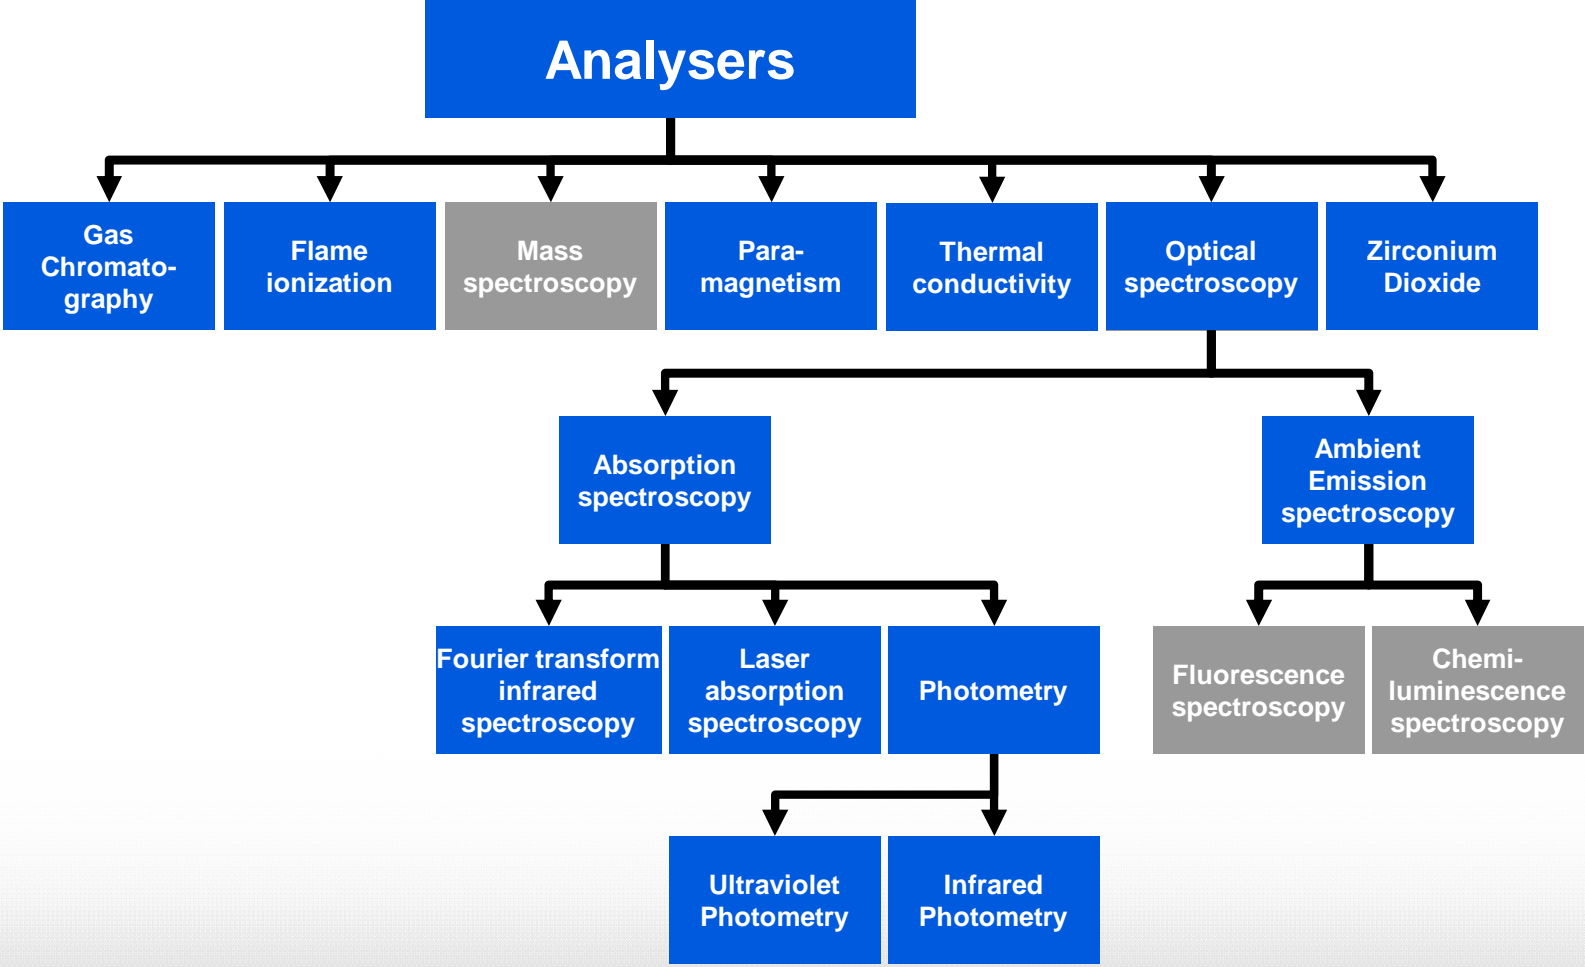 Analysers
Gas
Chromato-
graphy
Flame
ionization
Mass
spectroscopy
Para-
magnetism
Thermal
conductivity
Optical
spectroscopy
Zirconium
Dioxide
Absorption
spectroscopy
Ambient
Emission
spectroscopy
Fourier transform
infrared
spectroscopy
Laser
absorption
spectroscopy
Photometry
Fluorescence
spectroscopy
Chemi-
luminescence
spectroscopy
Ultraviolet
Photometry
Infrared
Photometry